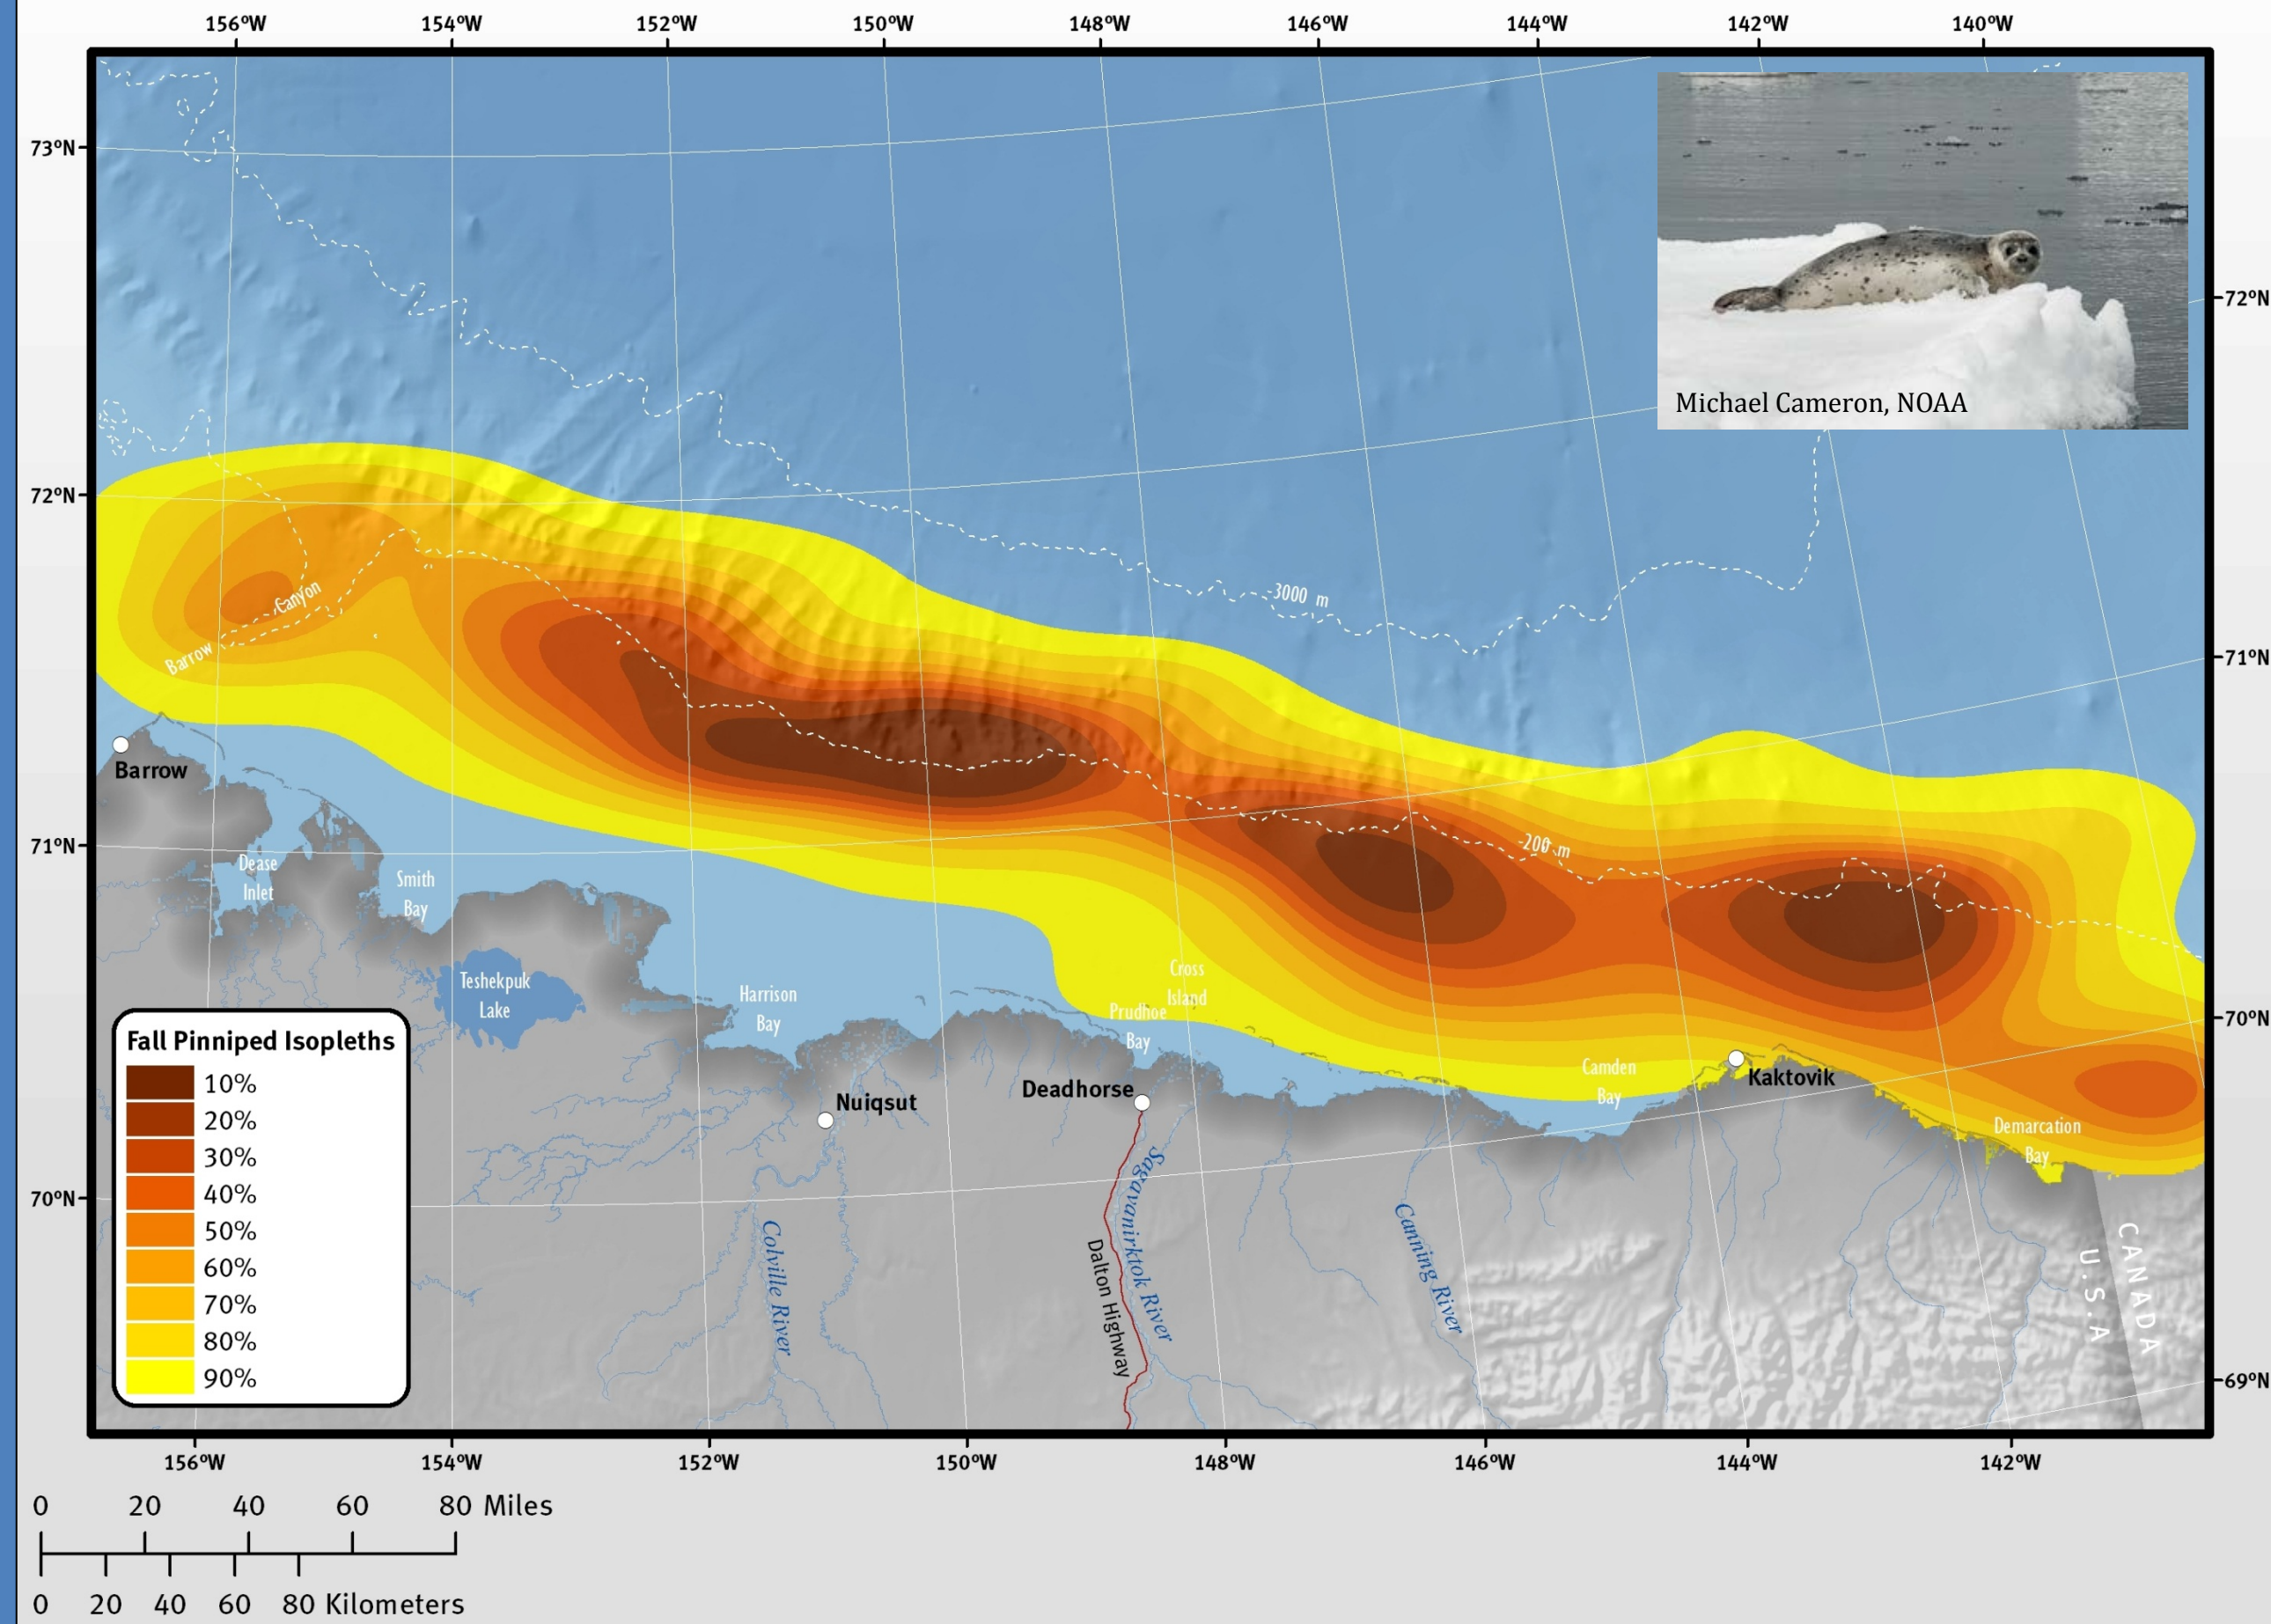 156°W 154°W 152°W 150°W 148°W 146°W 144°W 142°W 140°W
73°N
72°N
Michael Cameron, NOAA
72°N
-3000 m
Canyon
Barrow
71°N
Barrow
-200 m
71°N
Dease
Inlet
Smith
Bay
Teshekpuk
Lake
Harrison
Bay
Cross
Island
Prudhoe
Bay
70°N
Camden
Bay
Kaktovik
Deadhorse
Nuiqsut
Demarcation
Bay
70°N
Colville River
Dalton Highway
Sagavanirktok River
Canning River
CANADA
U.S.A
69°N
Fall Pinniped Isopleths
10%
20%
30%
40%
50%
60%
70%
80%
90%
156°W 154°W 152°W 150°W 148°W 146°W 144°W 142°W
0 20 40 60 80 Miles
0 20 40 60 80 Kilometers